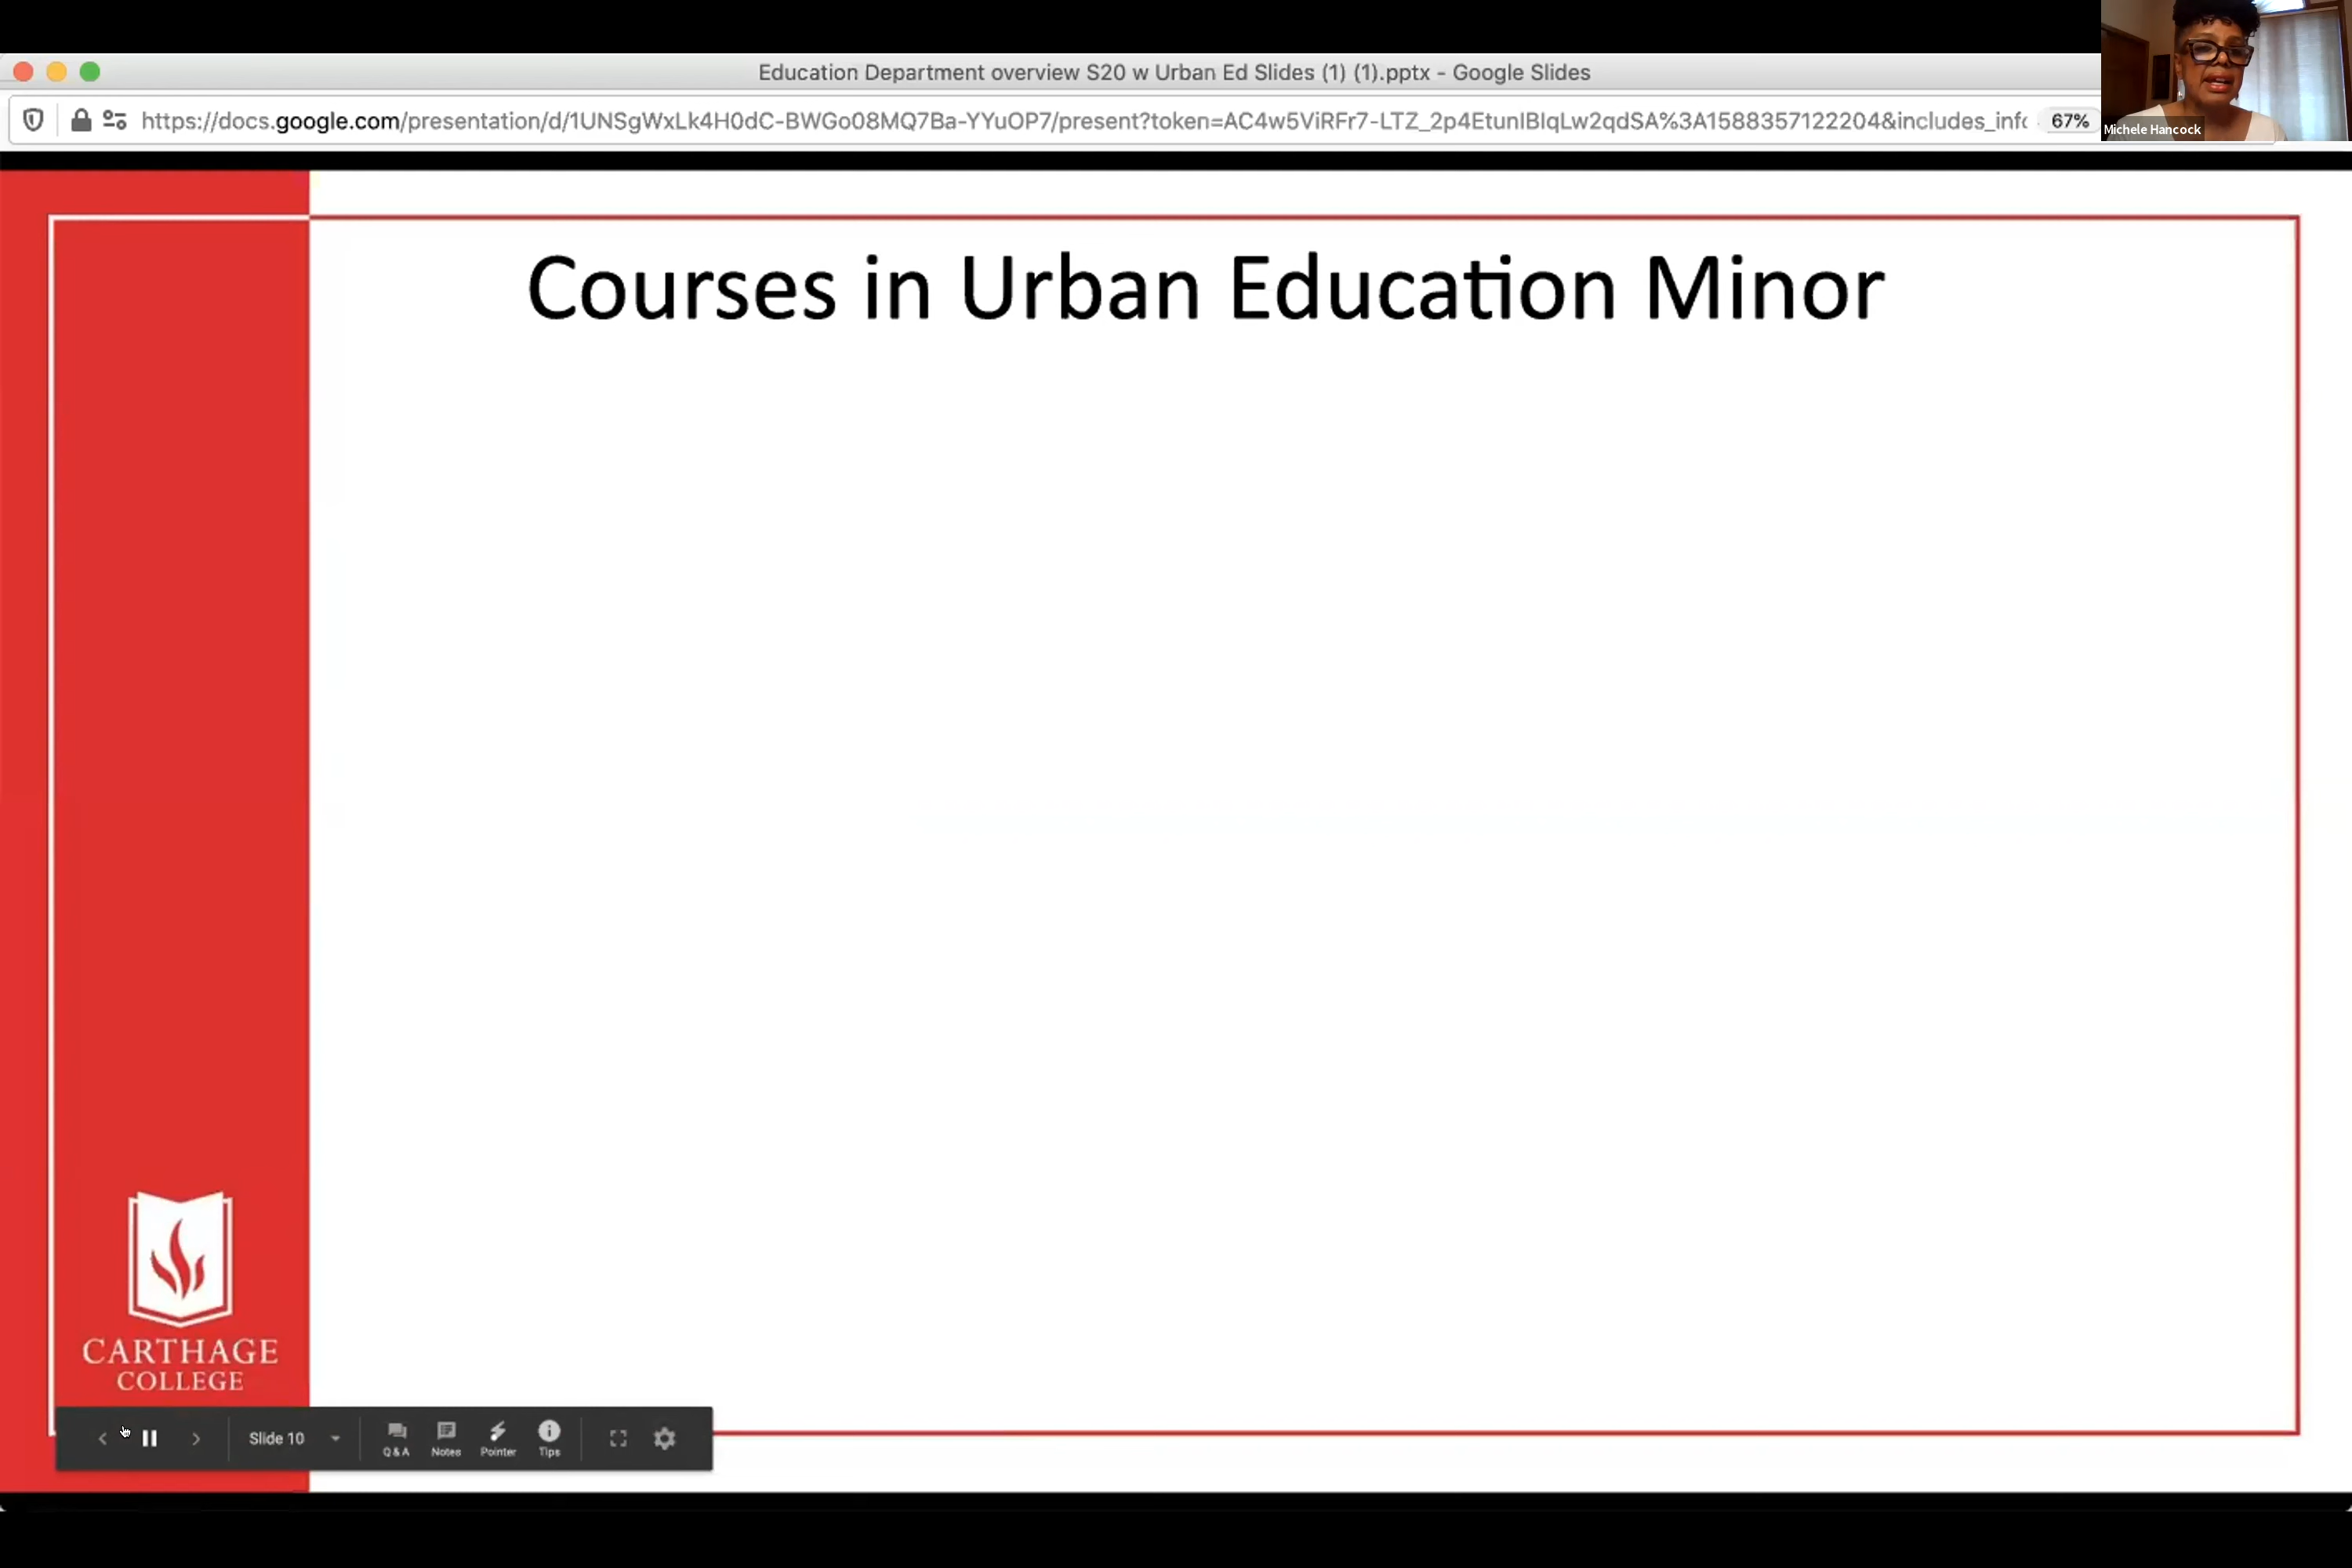 Education Department overview S20 w Urban Ed Slides (1) (1).pptx - Google Slides
https://docs.google.com/presentation/d/1UNSgWxLk4H0dC-BWGo08MQ7Ba-YYuOP7/present?token=AC4w5ViRFr7-LTZ_2p4EtunIBIqLw2qdSA%3A1588357122204&includes_info
67%
Michele Hancock
Courses in Urban Education Minor
CARTHAGE
COLLEGE
Slide 10
Q&A
Notes
Pointer
Tips